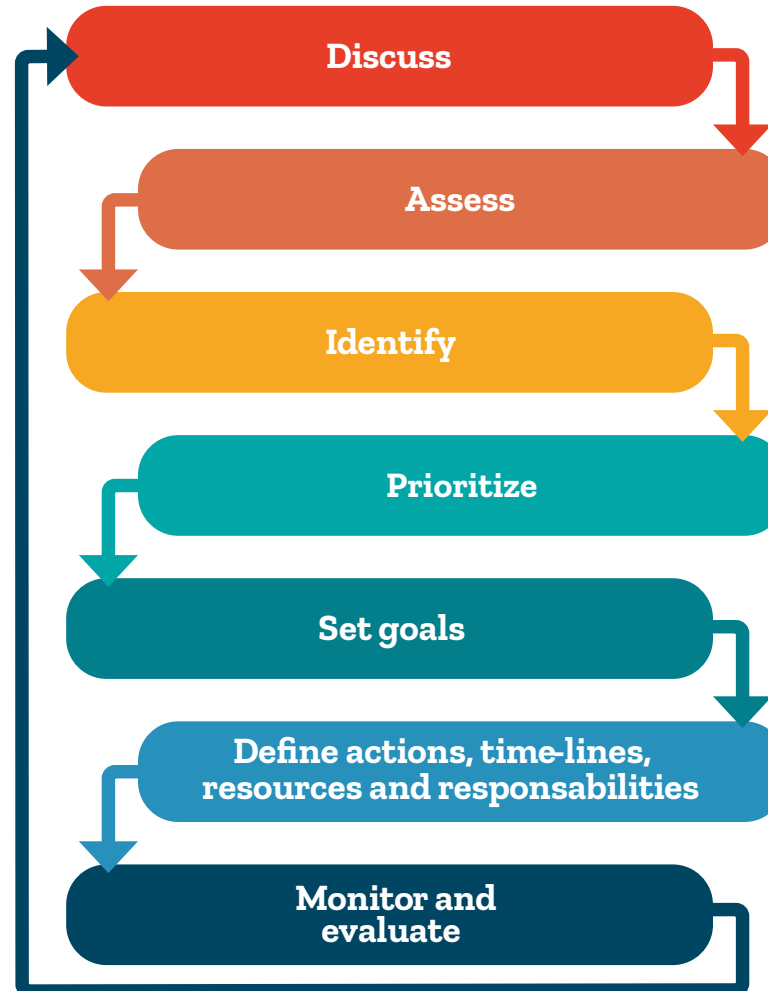 Discuss
Assess
Identify
Prioritize
Set goals
Define actions, time-lines,
resources and responsabilities
Monitor and
evaluate